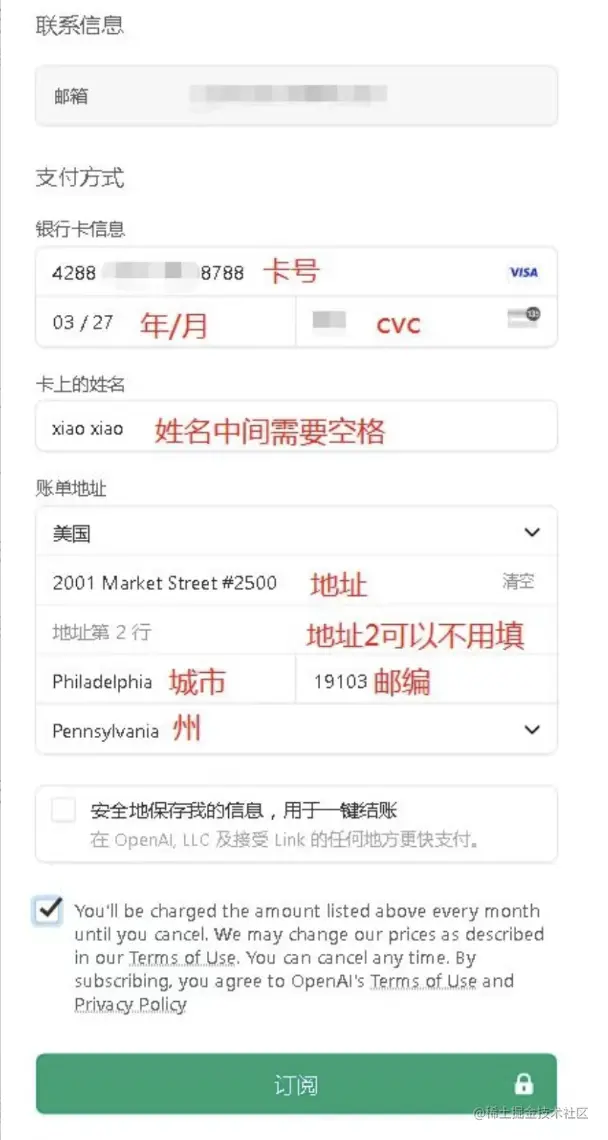 联系信息
邮箱
支付方式
银行卡信息
4288 8788 卡号 VISA
03 / 27 年/月 cvc 135
卡上的姓名
xiao xiao 姓名中间需要空格
账单地址
美国
2001 Market Street #2500 地址 清空
地址第 2 行 地址2可以不用填
Philadelphia 城市 19103 邮编
Pennsylvania 州
安全地保存我的信息，用于一键结账
在 OpenAI, LLC 及接受 Link 的任何地方更快支付。
You'll be charged the amount listed above every month
until you cancel. We may change our prices as described
in our Terms of Use. You can cancel any time. By
subscribing, you agree to OpenAI's Terms of Use and
Privacy Policy
订阅
@稀土掘金技术社区